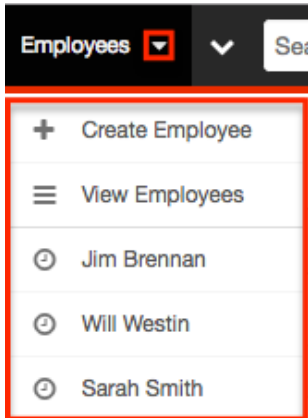 Employees
Sea
Create Employee
View Employees
Jim Brennan
Will Westin
Sarah Smith